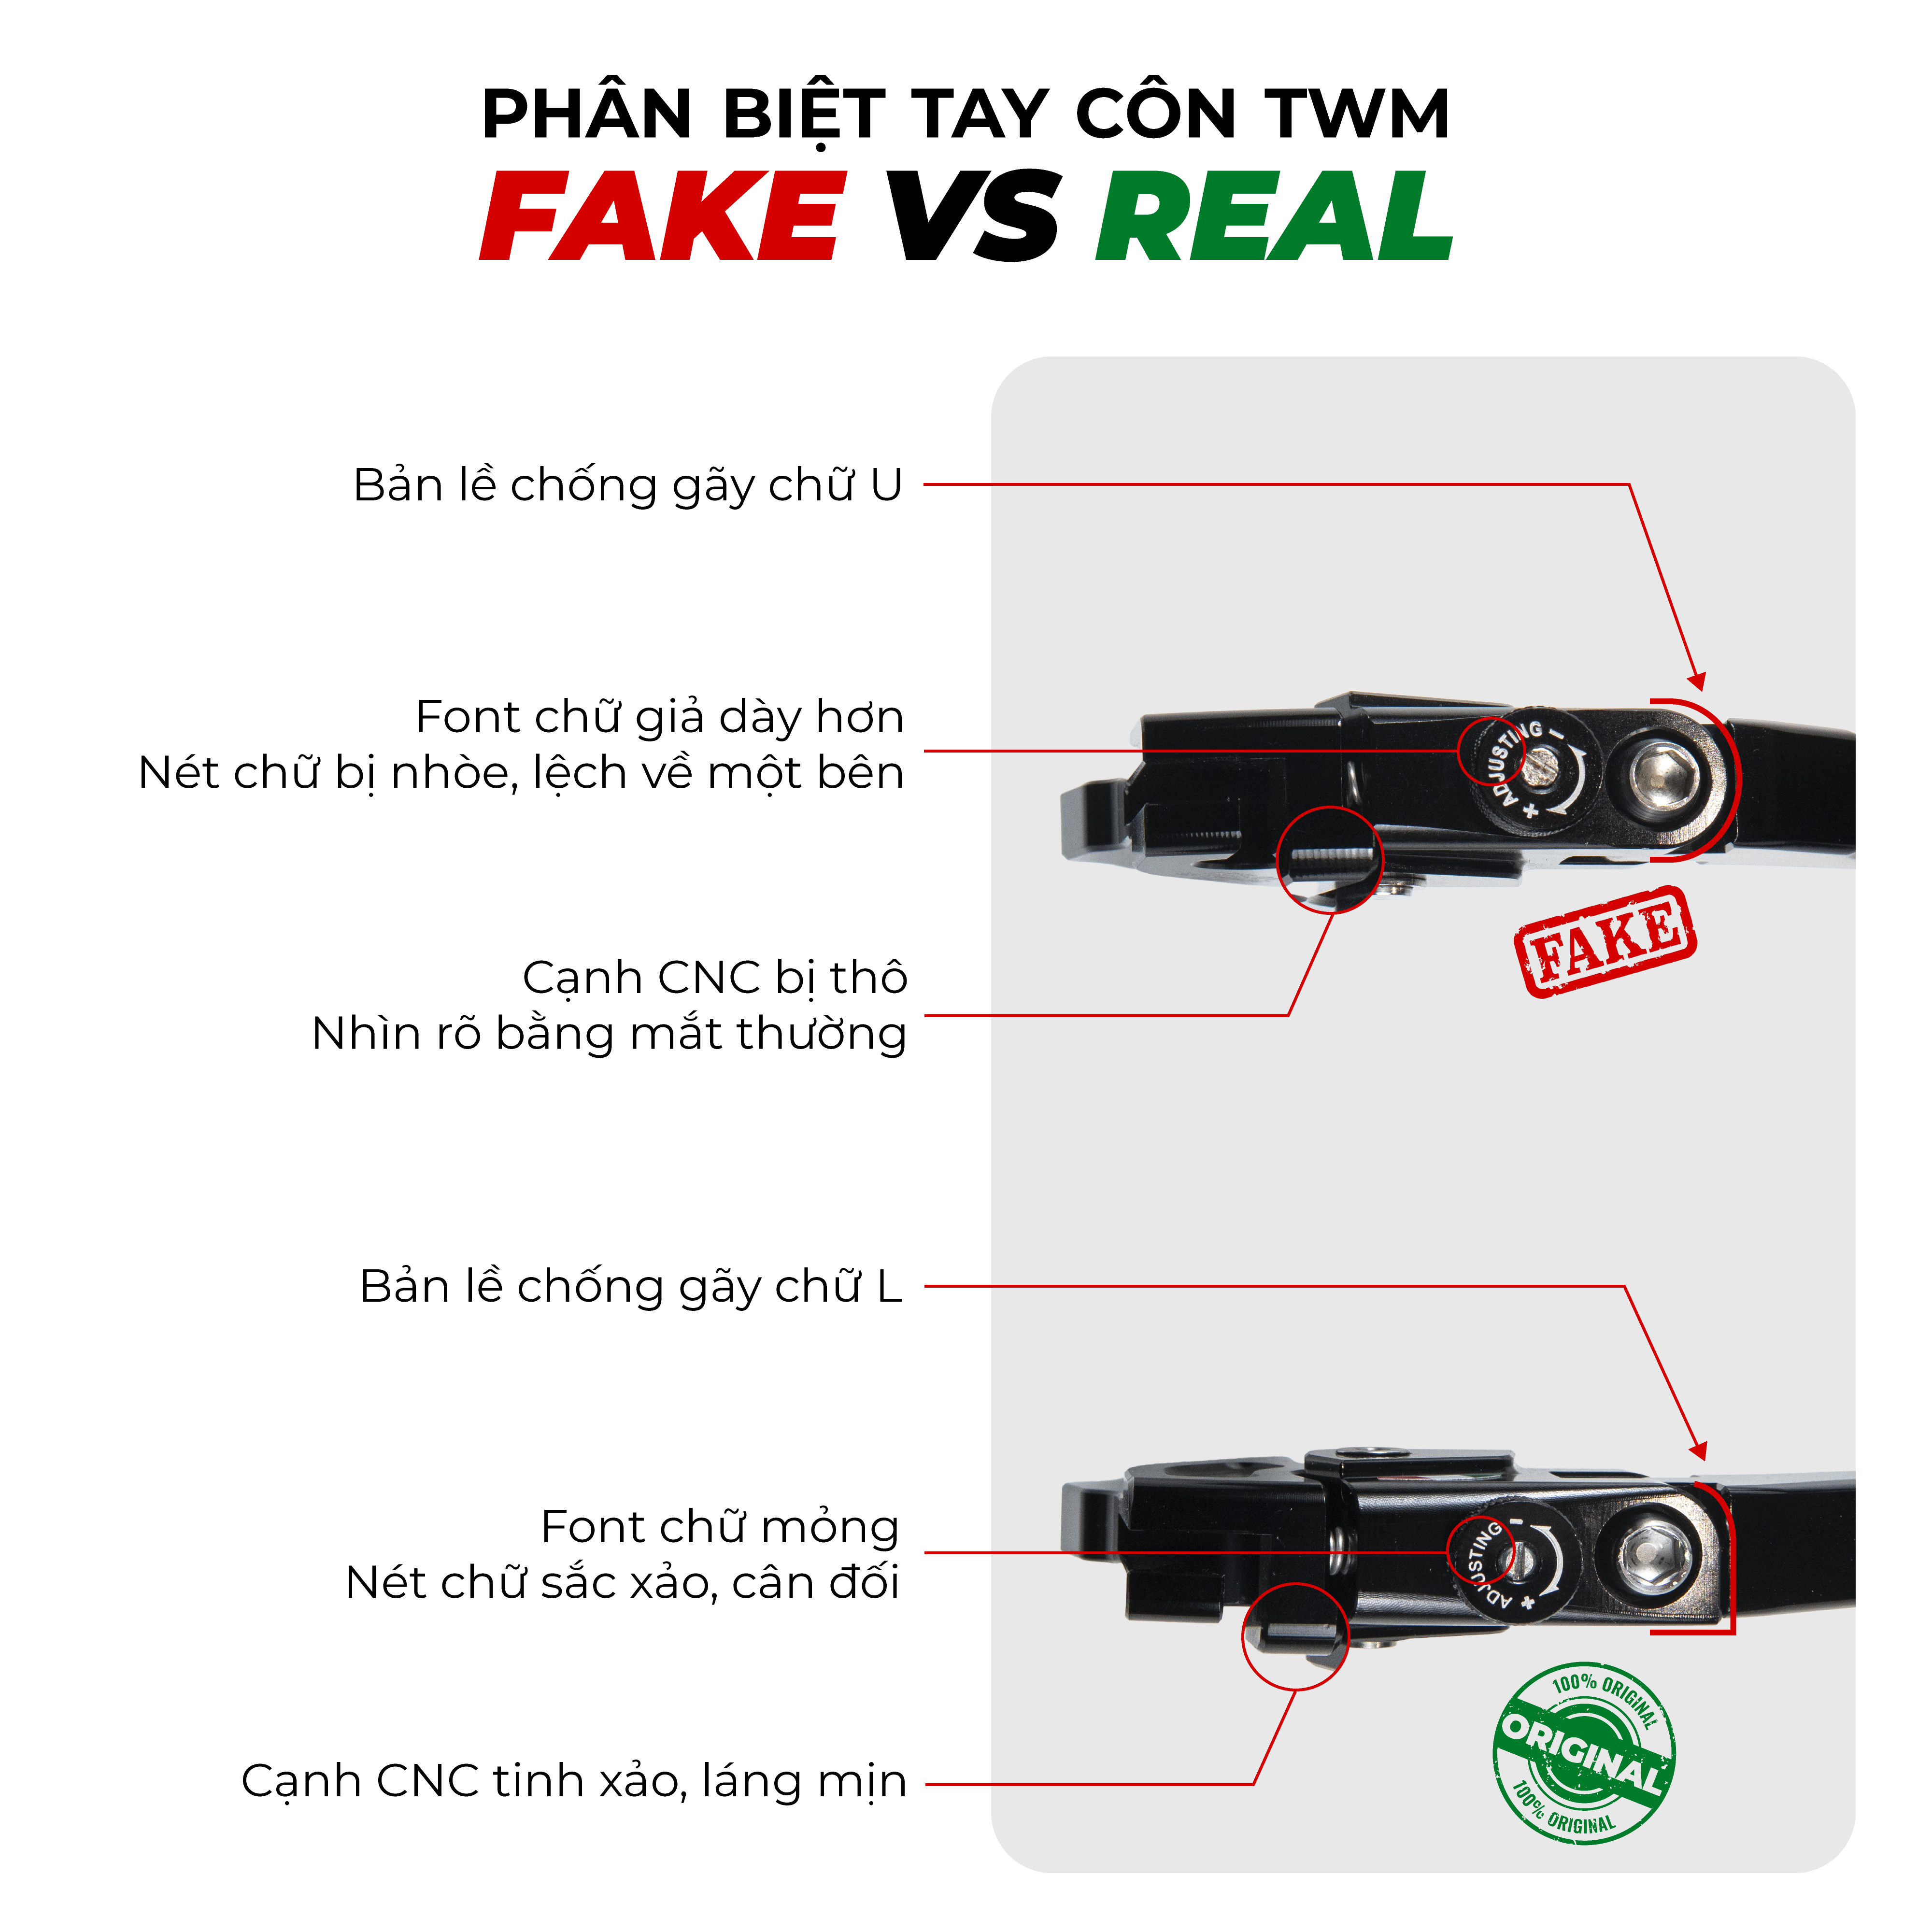 PHÂN BIỆT TAY CÔN TWM
FAKE VS REAL
Bản lề chống gãy chữ U
Font chữ giả dày hơn
Nét chữ bị nhòe, lệch về một bên
ADJUSTING
+ -
FAKE
Cạnh CNC bị thô
Nhìn rõ bằng mắt thường
Bản lề chống gãy chữ L
Font chữ mỏng
Nét chữ sắc xảo, cân đối
ADJUSTING
+ -
Cạnh CNC tinh xảo, láng mịn
100% ORIGINAL
ORIGINAL
100% ORIGINAL